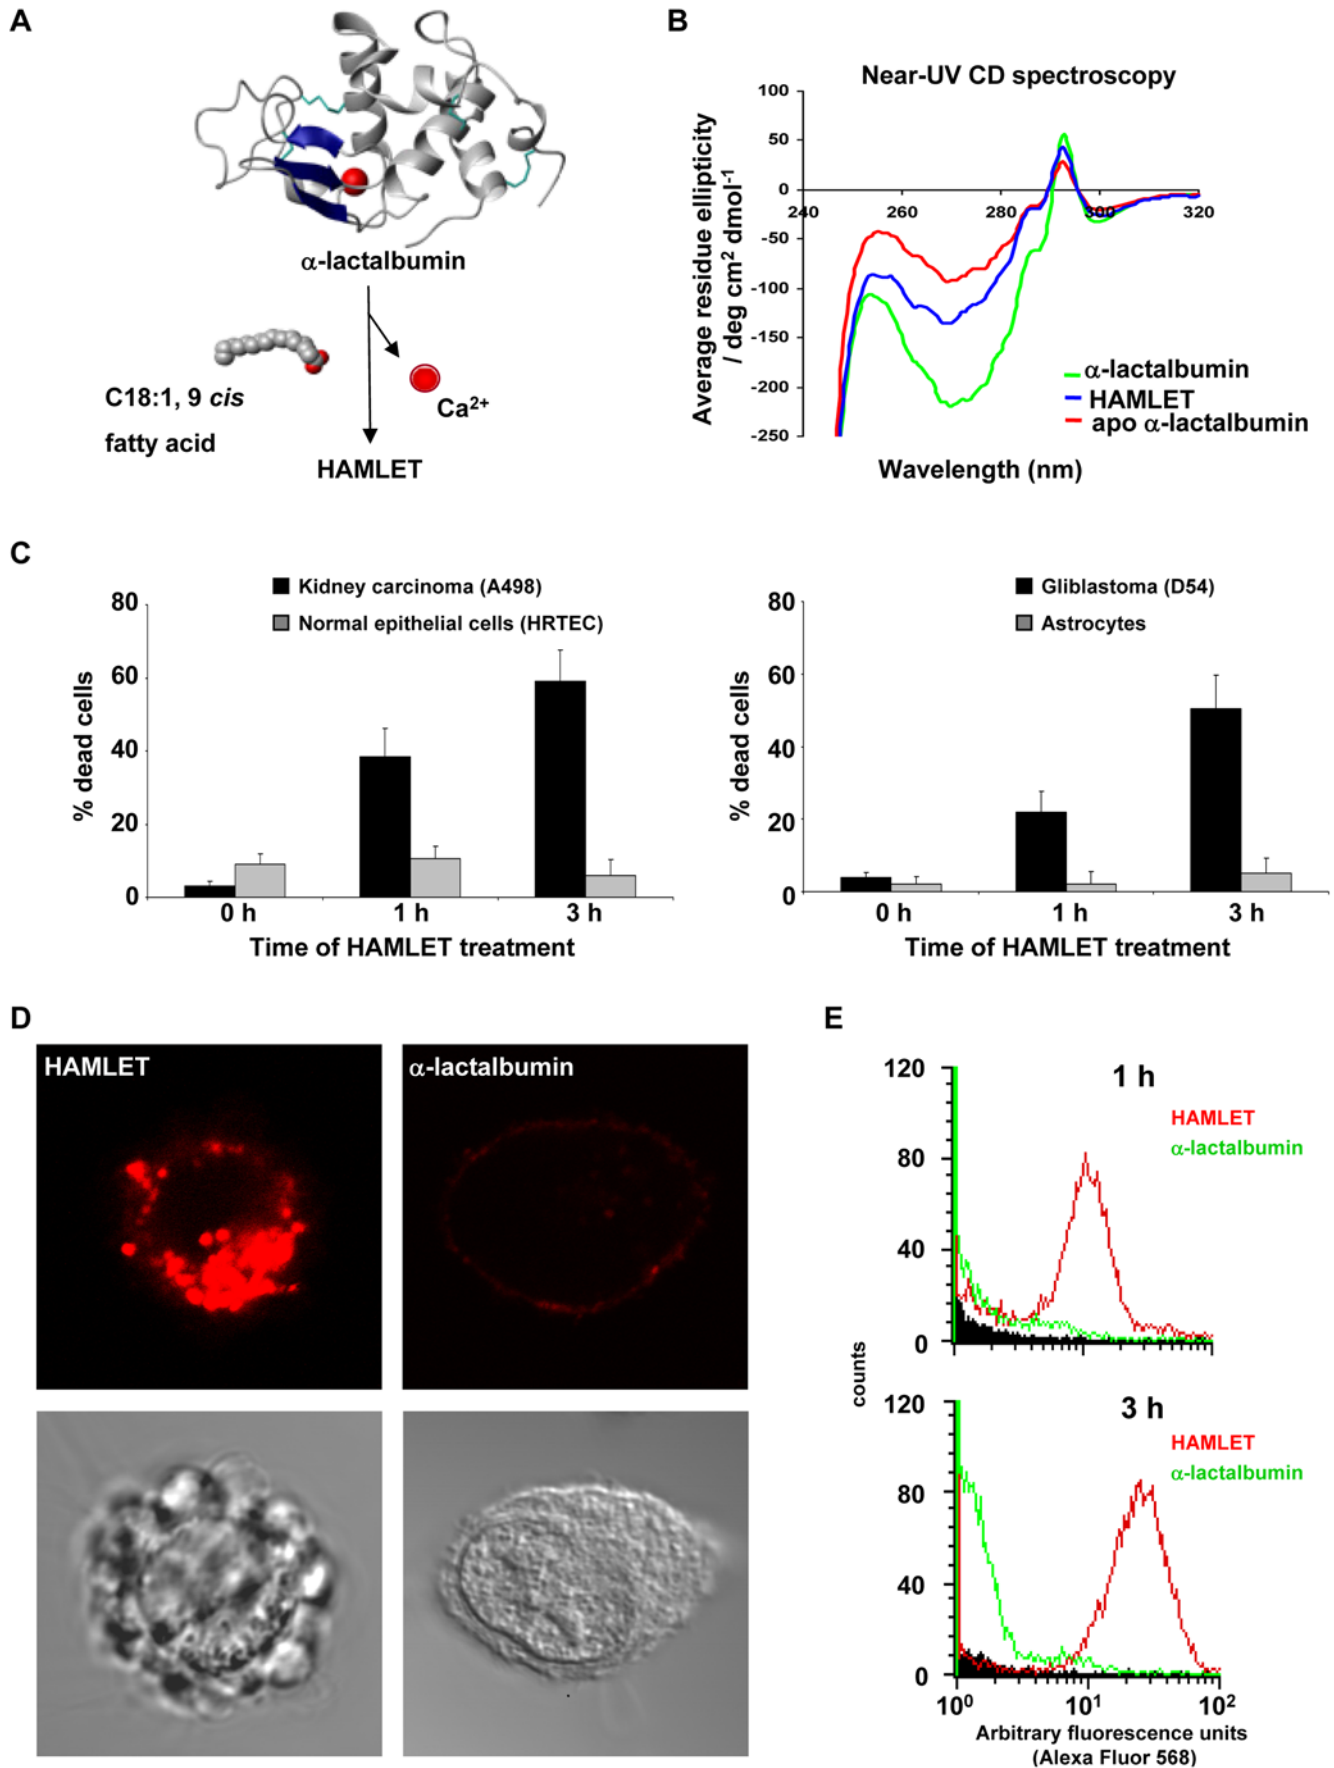 A
α-lactalbumin
C18:1, 9 cis
fatty acid
Ca2+
HAMLET
B
Near-UV CD spectroscopy
Average residue ellipticity
/ deg cm2 dmol-1
100
50
0
-50
-100
-150
-200
-250
240
260
280
300
320
α-lactalbumin
HAMLET
apo α-lactalbumin
Wavelength (nm)
C
Kidney carcinoma (A498)
Normal epithelial cells (HRTEC)
% dead cells
80
60
40
20
0
0 h
1 h
3 h
Time of HAMLET treatment
Gliblastoma (D54)
Astrocytes
% dead cells
80
60
40
20
0
0 h
1 h
3 h
Time of HAMLET treatment
D
HAMLET
α-lactalbumin
E
1 h
HAMLET
α-lactalbumin
120
80
40
0
counts
3 h
HAMLET
α-lactalbumin
120
80
40
0
100
101
102
Arbitrary fluorescence units
(Alexa Fluor 568)